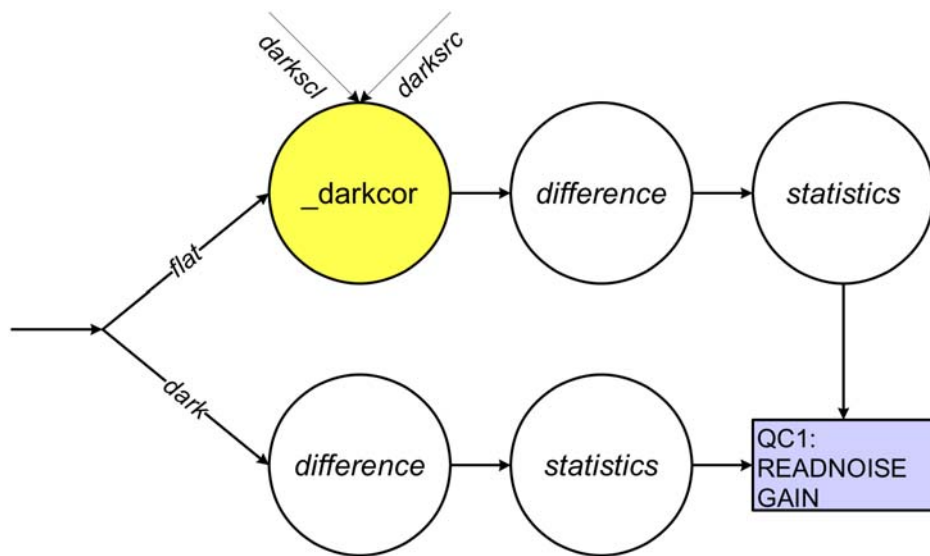 darkscl
darksrc
_darkcor
difference
statistics
flat
dark
difference
statistics
QC1:
READNOISE
GAIN